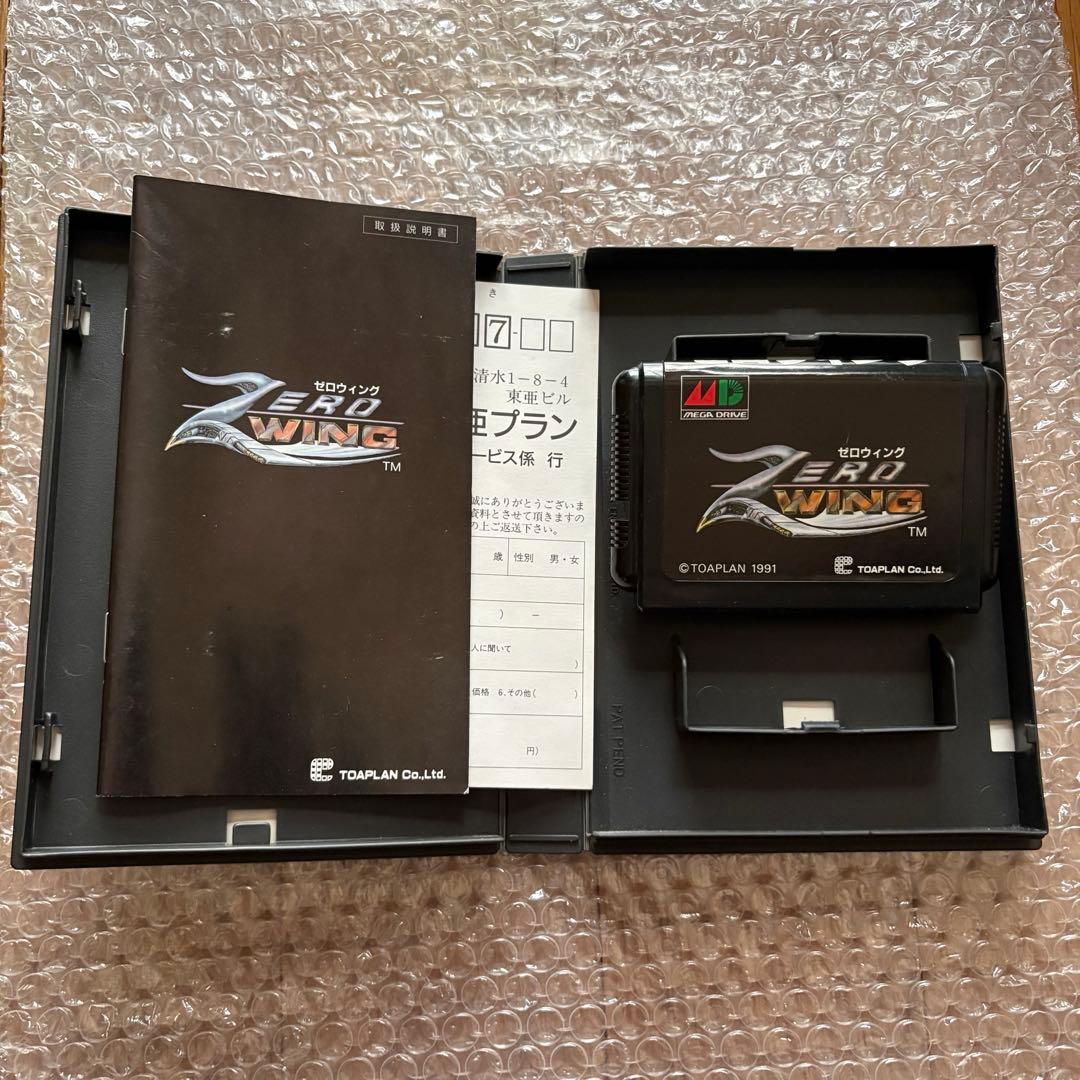 取扱説明書
ゼロウィング
ZERO
WING
TM
TOAPLAN Co.,Ltd.
き
7-
清水1-8-4
東亜ビル
亜プラン
ービス係 行
誠にありがとうございま
資料とさせて頂きますの
の上ご返送下さい。
歳 性別 男・女
) －
人に聞いて
)
価格 6、その他( )
円)
MD
MEGA DRIVE
ゼロウィング
ZERO
WING
TM
© TOAPLAN 1991
TOAPLAN Co.,Ltd.
PAT PEND